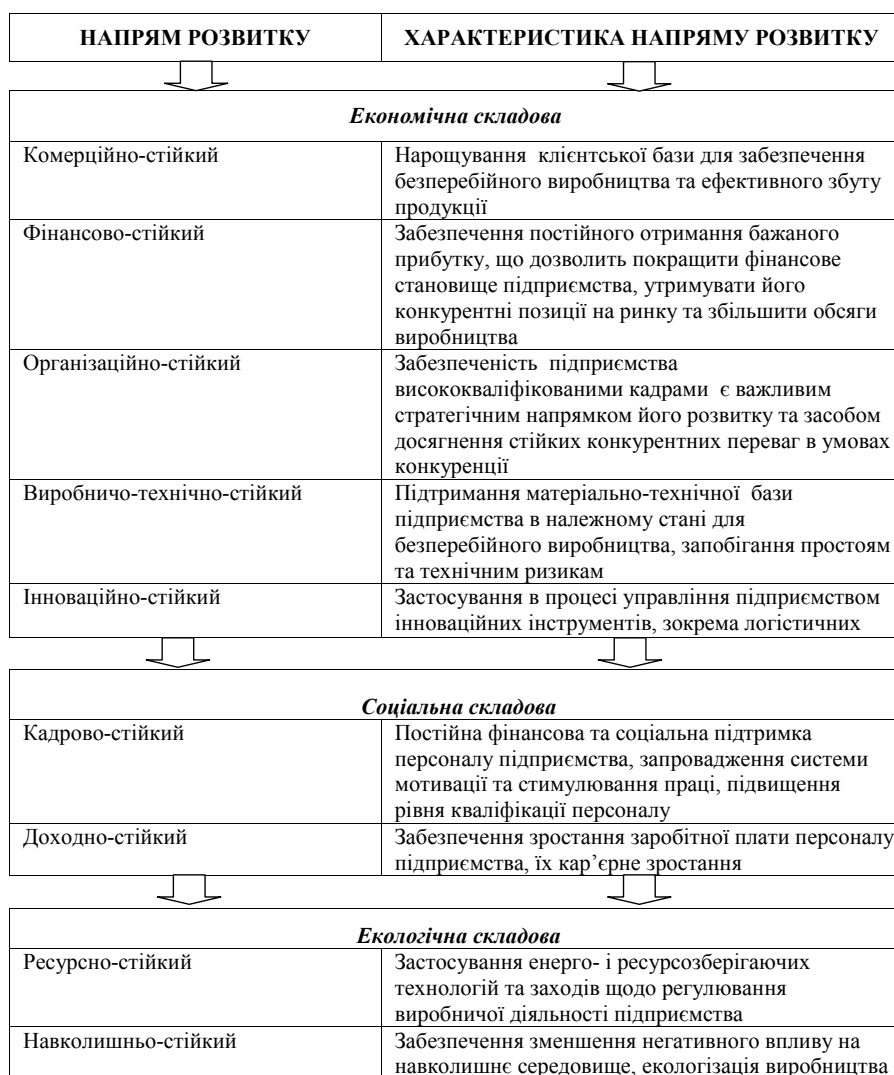 НАПРЯМ РОЗВИТКУ
ХАРАКТЕРИСТИКА НАПРЯМУ РОЗВИТКУ
Економічна складова
Комерційно-стійкий
Нарощування клієнтської бази для забезпечення
безперебійного виробництва та ефективного збуту
продукції
Фінансово-стійкий
Забезпечення постійного отримання бажаного
прибутку, що дозволить покращити фінансове
становище підприємства, утримувати його
конкурентні позиції на ринку та збільшити обсяги
виробництва
Організаційно-стійкий
Забезпеченість підприємства
висококваліфікованими кадрами є важливим
стратегічним напрямком його розвитку та засобом
досягнення стійких конкурентних переваг в умовах
конкуренції
Виробничо-технічно-стійкий
Підтримання матеріально-технічної бази
підприємства в належному стані для
безперебійного виробництва, запобігання простоям
та технічним ризикам
Інноваційно-стійкий
Застосування в процесі управління підприємством
інноваційних інструментів, зокрема логістичних
Соціальна складова
Кадрово-стійкий
Постійна фінансова та соціальна підтримка
персоналу підприємства, запровадження системи
мотивації та стимулювання праці, підвищення
рівня кваліфікації персоналу
Доходно-стійкий
Забезпечення зростання заробітної плати персоналу
підприємства, їх кар’єрне зростання
Екологічна складова
Ресурсно-стійкий
Застосування енерго- і ресурсозберігаючих
технологій та заходів щодо регулювання
виробничої діяльності підприємства
Навколишньо-стійкий
Забезпечення зменшення негативного впливу на
навколишнє середовище, екологізація виробництва